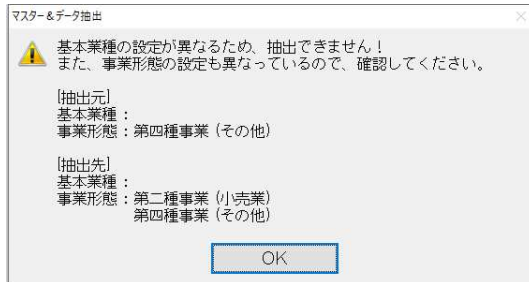 マスター＆データ抽出
基本業種の設定が異なるため、抽出できません！
また、事業形態の設定も異なっているので、確認してください。
[抽出元]
基本業種：
事業形態：第四種事業（その他）
[抽出先]
基本業種：
事業形態：第二種事業（小売業）
第四種事業（その他）
OK